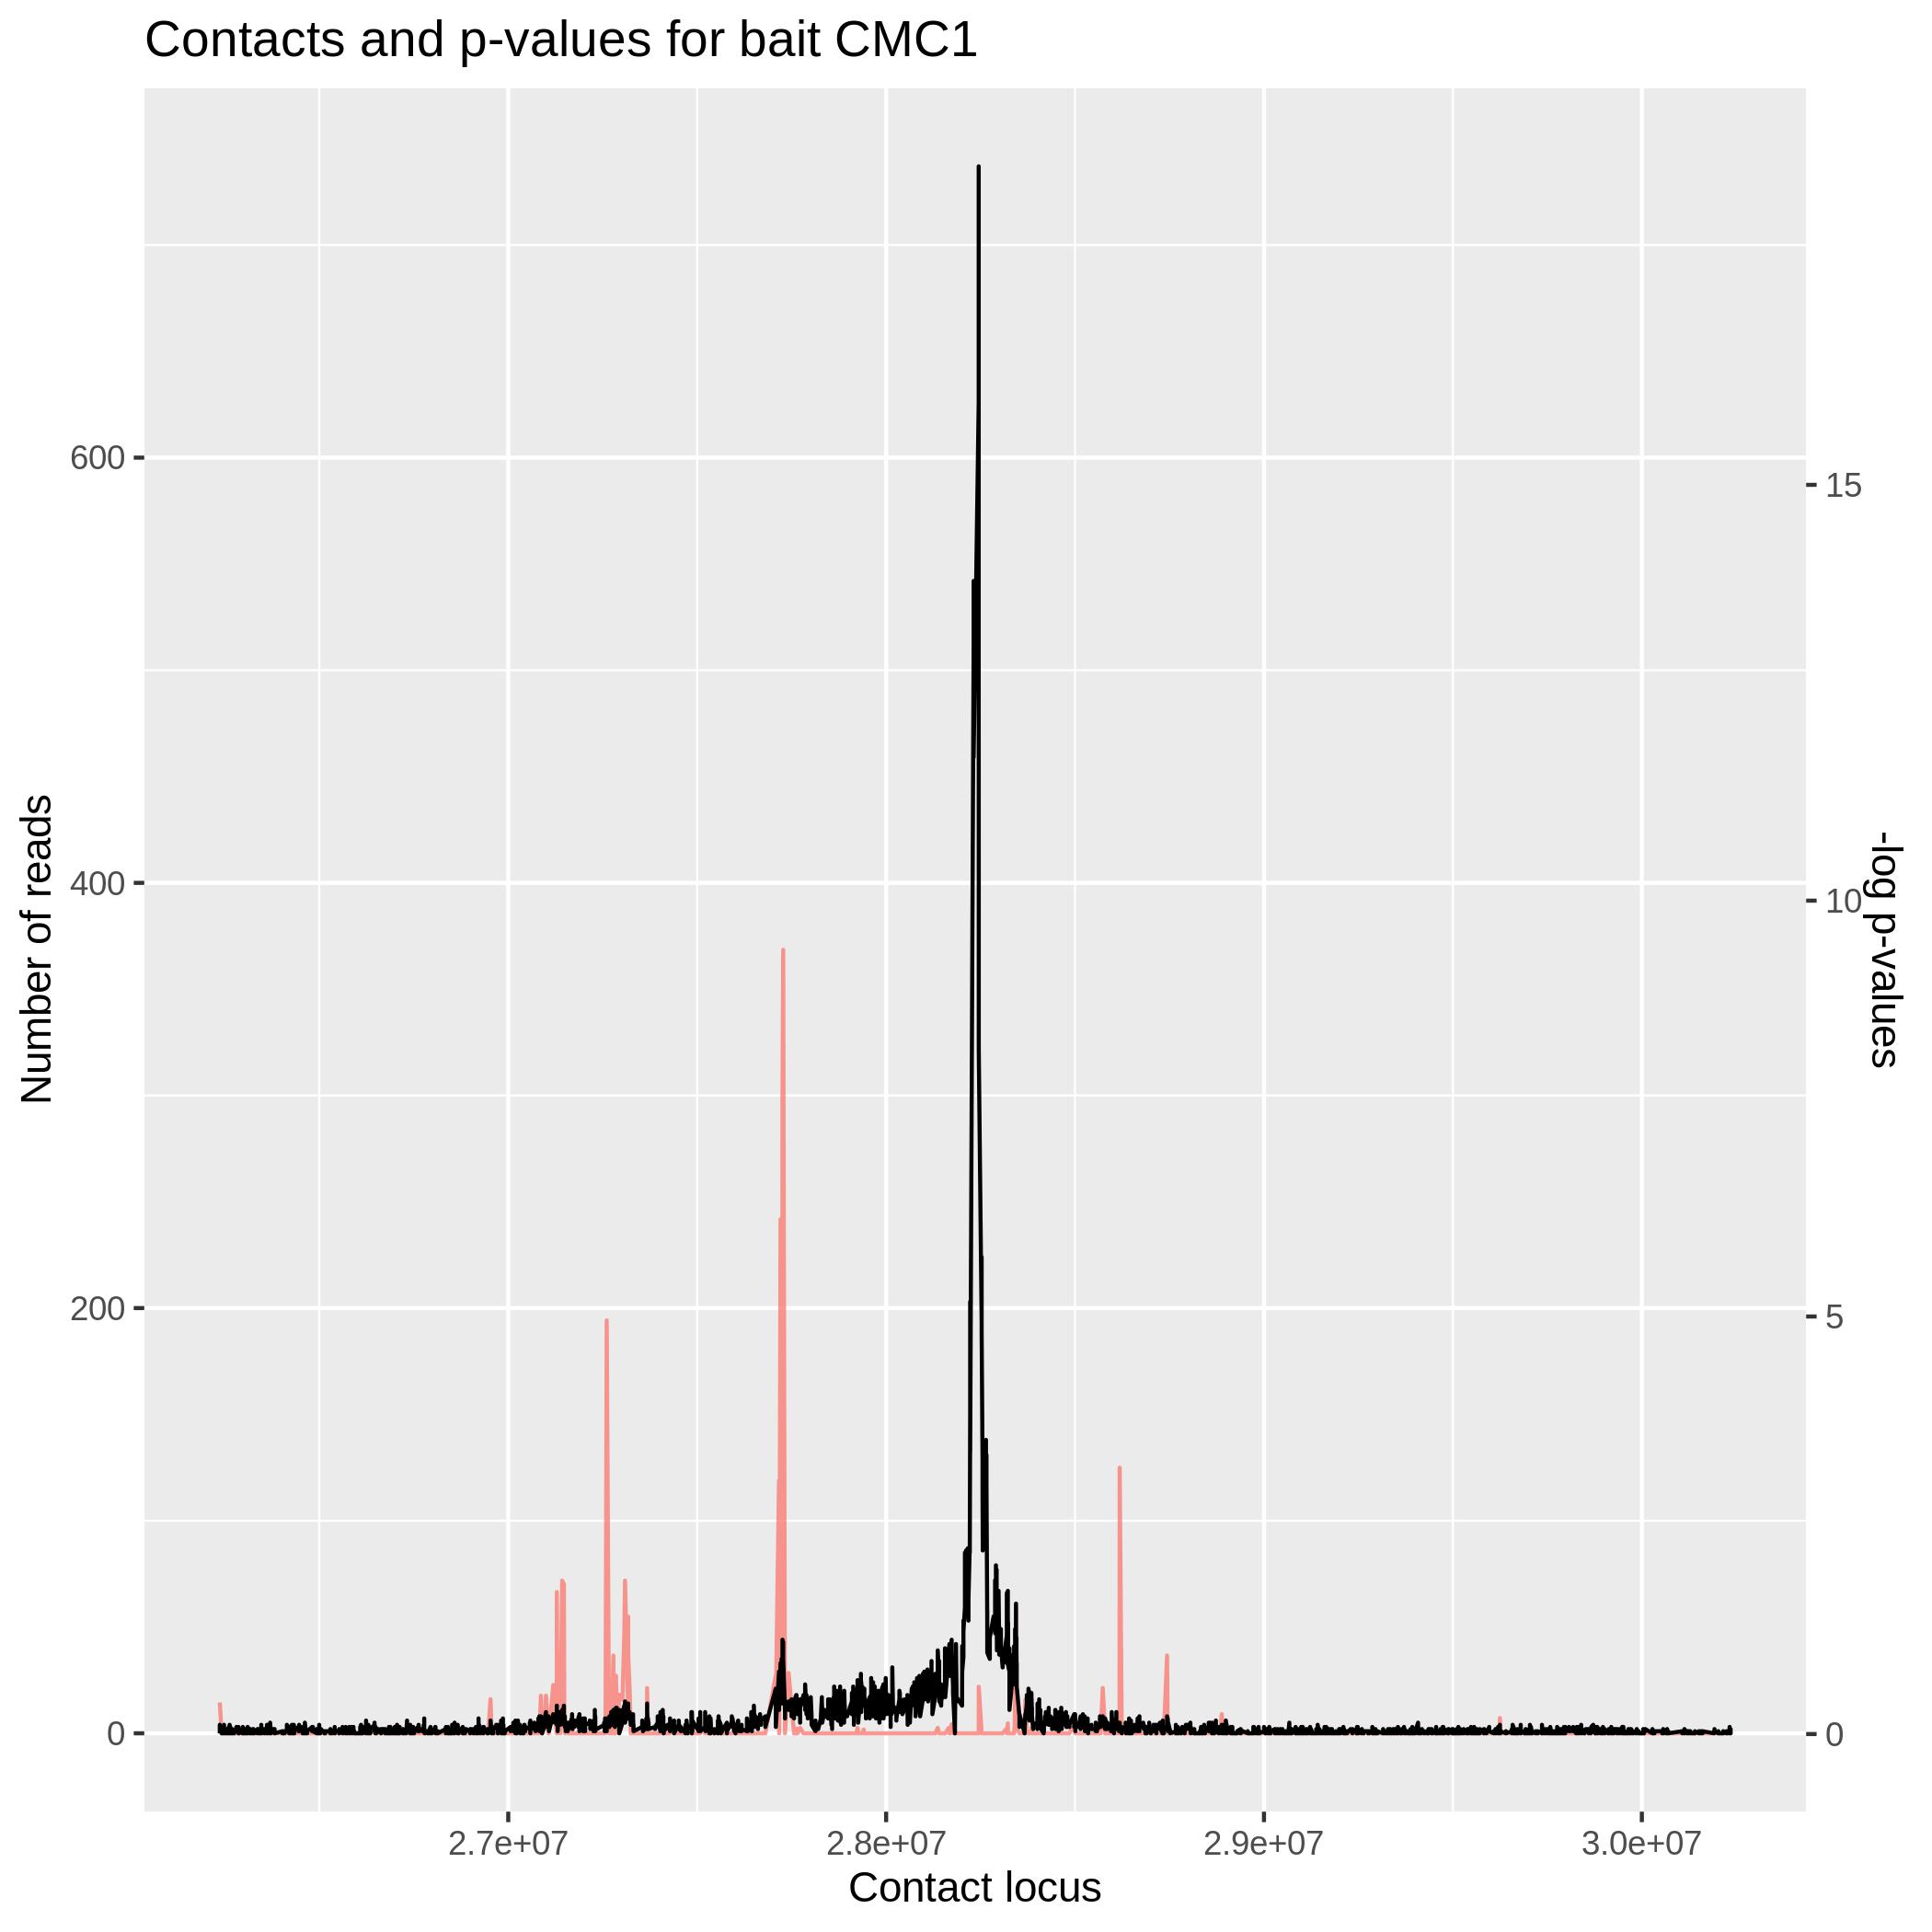 Contacts and p-values for bait CMC1
Number of reads
600
400
200
0
15
10
5
0
-log p-values
2.7e+07 2.8e+07 2.9e+07 3.0e+07
Contact locus